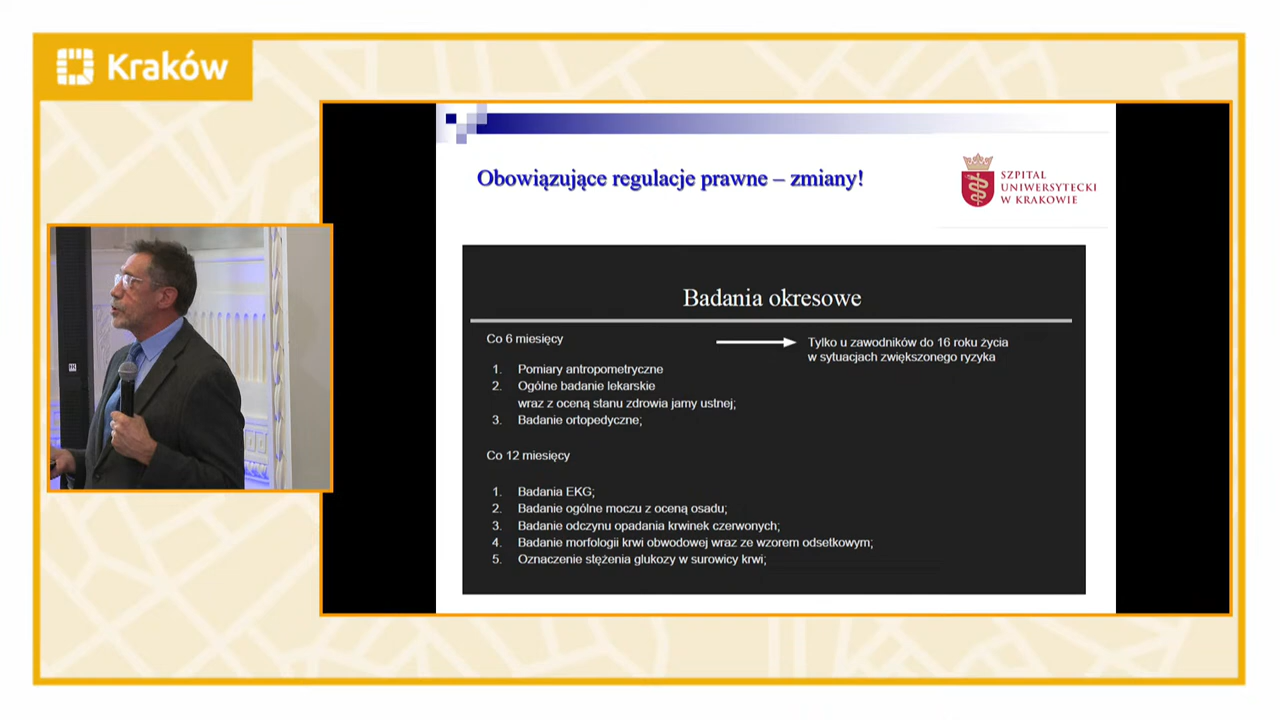 Kraków
Obowiązujące regulacje prawne – zmiany!
SZPITAL
UNIWERSYTECKI
W KRAKOWIE
Badania okresowe
Co 6 miesięcy
Tylko u zawodników do 16 roku życia
w sytuacjach zwiększonego ryzyka
1. Pomiary antropometryczne
2. Ogólne badanie lekarskie
wraz z oceną stanu zdrowia jamy ustnej;
3. Badanie ortopedyczne;
Co 12 miesięcy
1. Badania EKG;
2. Badanie ogólne moczu z oceną osadu;
3. Badanie odczynu opadania krwinek czerwonych;
4. Badanie morfologii krwi obwodowej wraz ze wzorem odsetkowym;
5. Oznaczenie stężenia glukozy w surowicy krwi;